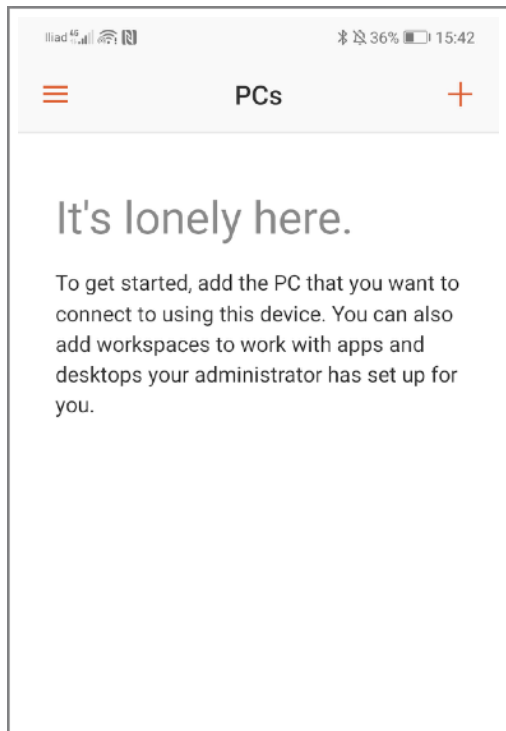 Iliad 4G 36% 15:42
PCs
It's lonely here.
To get started, add the PC that you want to
connect to using this device. You can also
add workspaces to work with apps and
desktops your administrator has set up for
you.